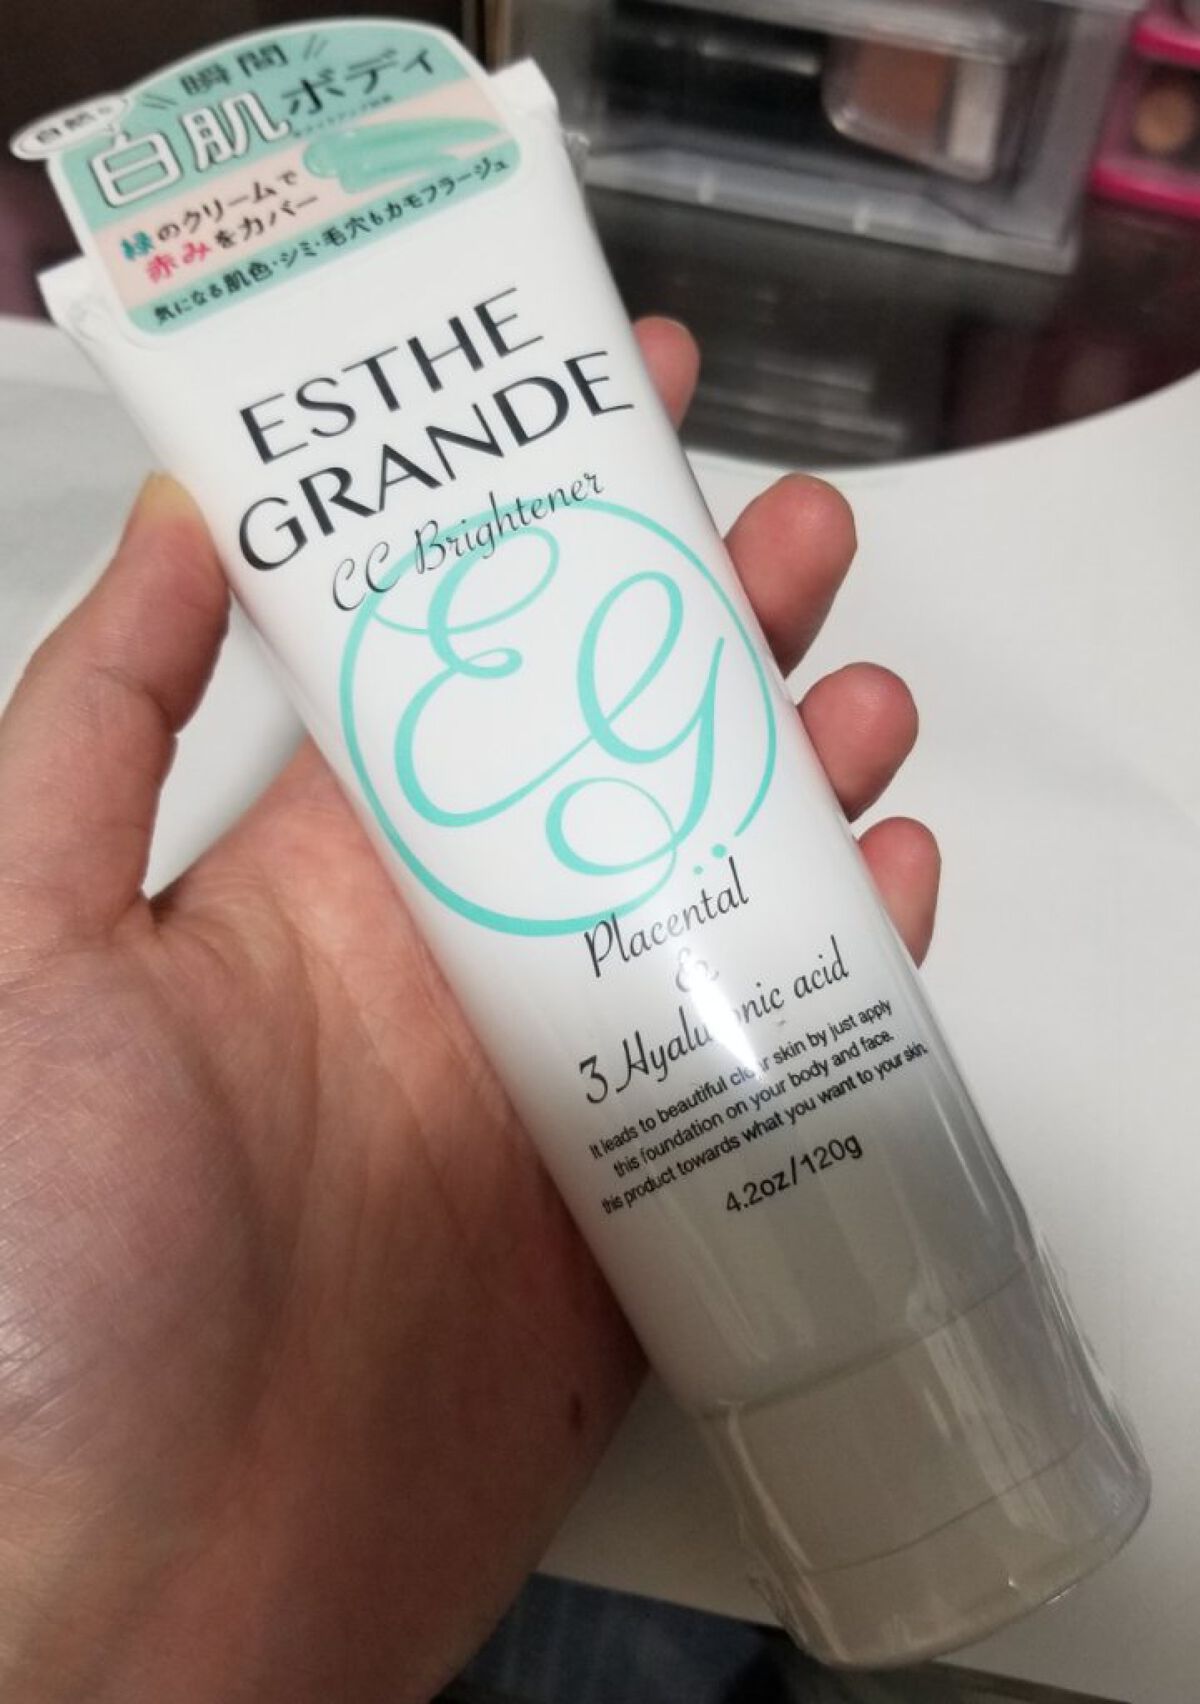 瞬間
白肌ボディ
緑のクリームで
赤みをカバー
気になる肌色・シミ・毛穴もカモフラージュ
ESTHE
GRANDE
CC Brightener
EG
Placental
&
3 Hyaluronic acid
It leads to beautiful clear skin by just apply
this foundation on your body and face.
this product towards what you want to your skin.
4.2oz/120g